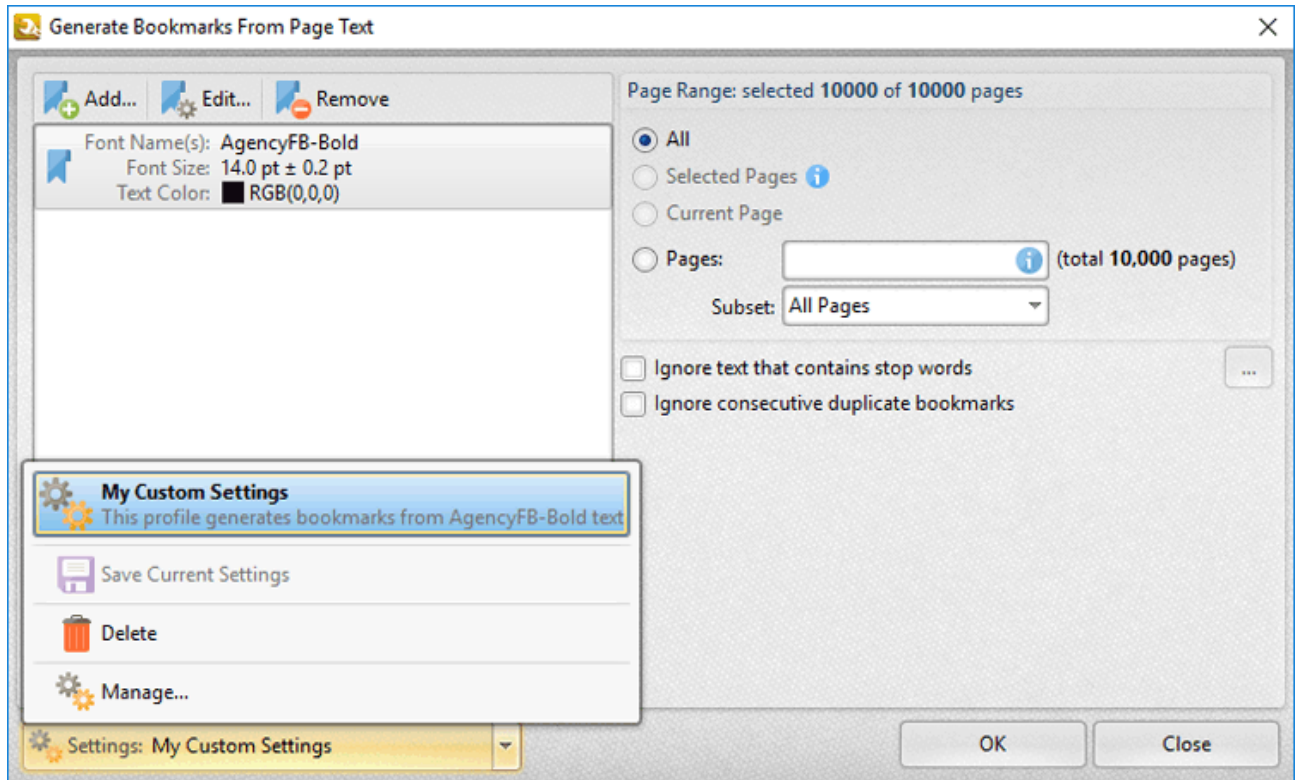 Generate Bookmarks From Page Text
Add... Edit... Remove
Font Name(s): AgencyFB-Bold
Font Size: 14.0 pt ± 0.2 pt
Text Color: RGB(0,0,0)
Page Range: selected 10000 of 10000 pages
All
Selected Pages
Current Page
Pages: (total 10,000 pages)
Subset: All Pages
Ignore text that contains stop words ...
Ignore consecutive duplicate bookmarks
My Custom Settings
This profile generates bookmarks from AgencyFB-Bold text
Save Current Settings
Delete
Manage...
Settings: My Custom Settings
OK Close